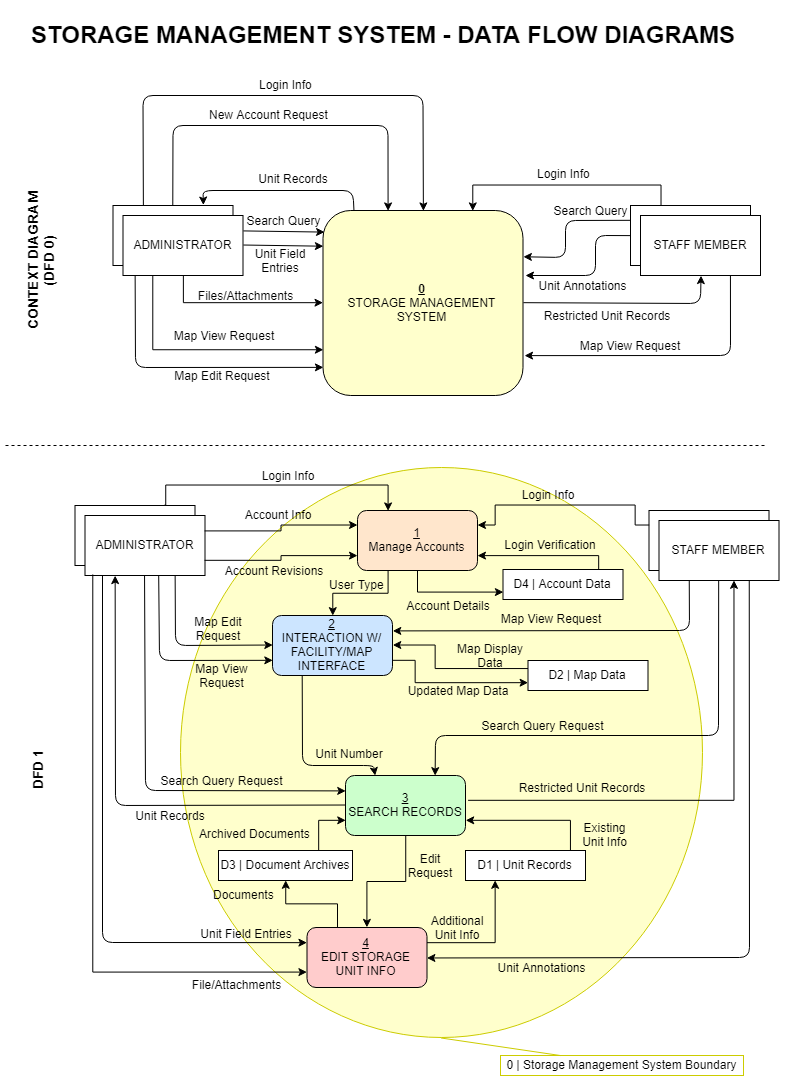 STORAGE MANAGEMENT SYSTEM - DATA FLOW DIAGRAMS
CONTEXT DIAGRAM
(DFD 0)
Login Info
New Account Request
Unit Records
Login Info
Search Query
Search Query
ADMINISTRATOR
STAFF MEMBER
Unit Field
Entries
Unit Annotations
Files/Attachments
0
STORAGE MANAGEMENT
SYSTEM
Restricted Unit Records
Map View Request
Map View Request
Map Edit Request
DFD 1
Login Info
Login Info
Account Info
1
Manage Accounts
ADMINISTRATOR
STAFF MEMBER
Login Verification
Account Revisions
User Type
D4 | Account Data
Account Details
Map Edit
Request
2
INTERACTION W/
FACILITY/MAP
INTERFACE
Map View Request
Map Display
Data
Map View
Request
D2 | Map Data
Updated Map Data
Search Query Request
Unit Number
Search Query Request
Restricted Unit Records
3
SEARCH RECORDS
Unit Records
Archived Documents
Existing
Unit Info
D3 | Document Archives
Edit
Request
D1 | Unit Records
Documents
Additional
Unit Info
Unit Field Entries
4
EDIT STORAGE
UNIT INFO
Unit Annotations
File/Attachments
0 | Storage Management System Boundary